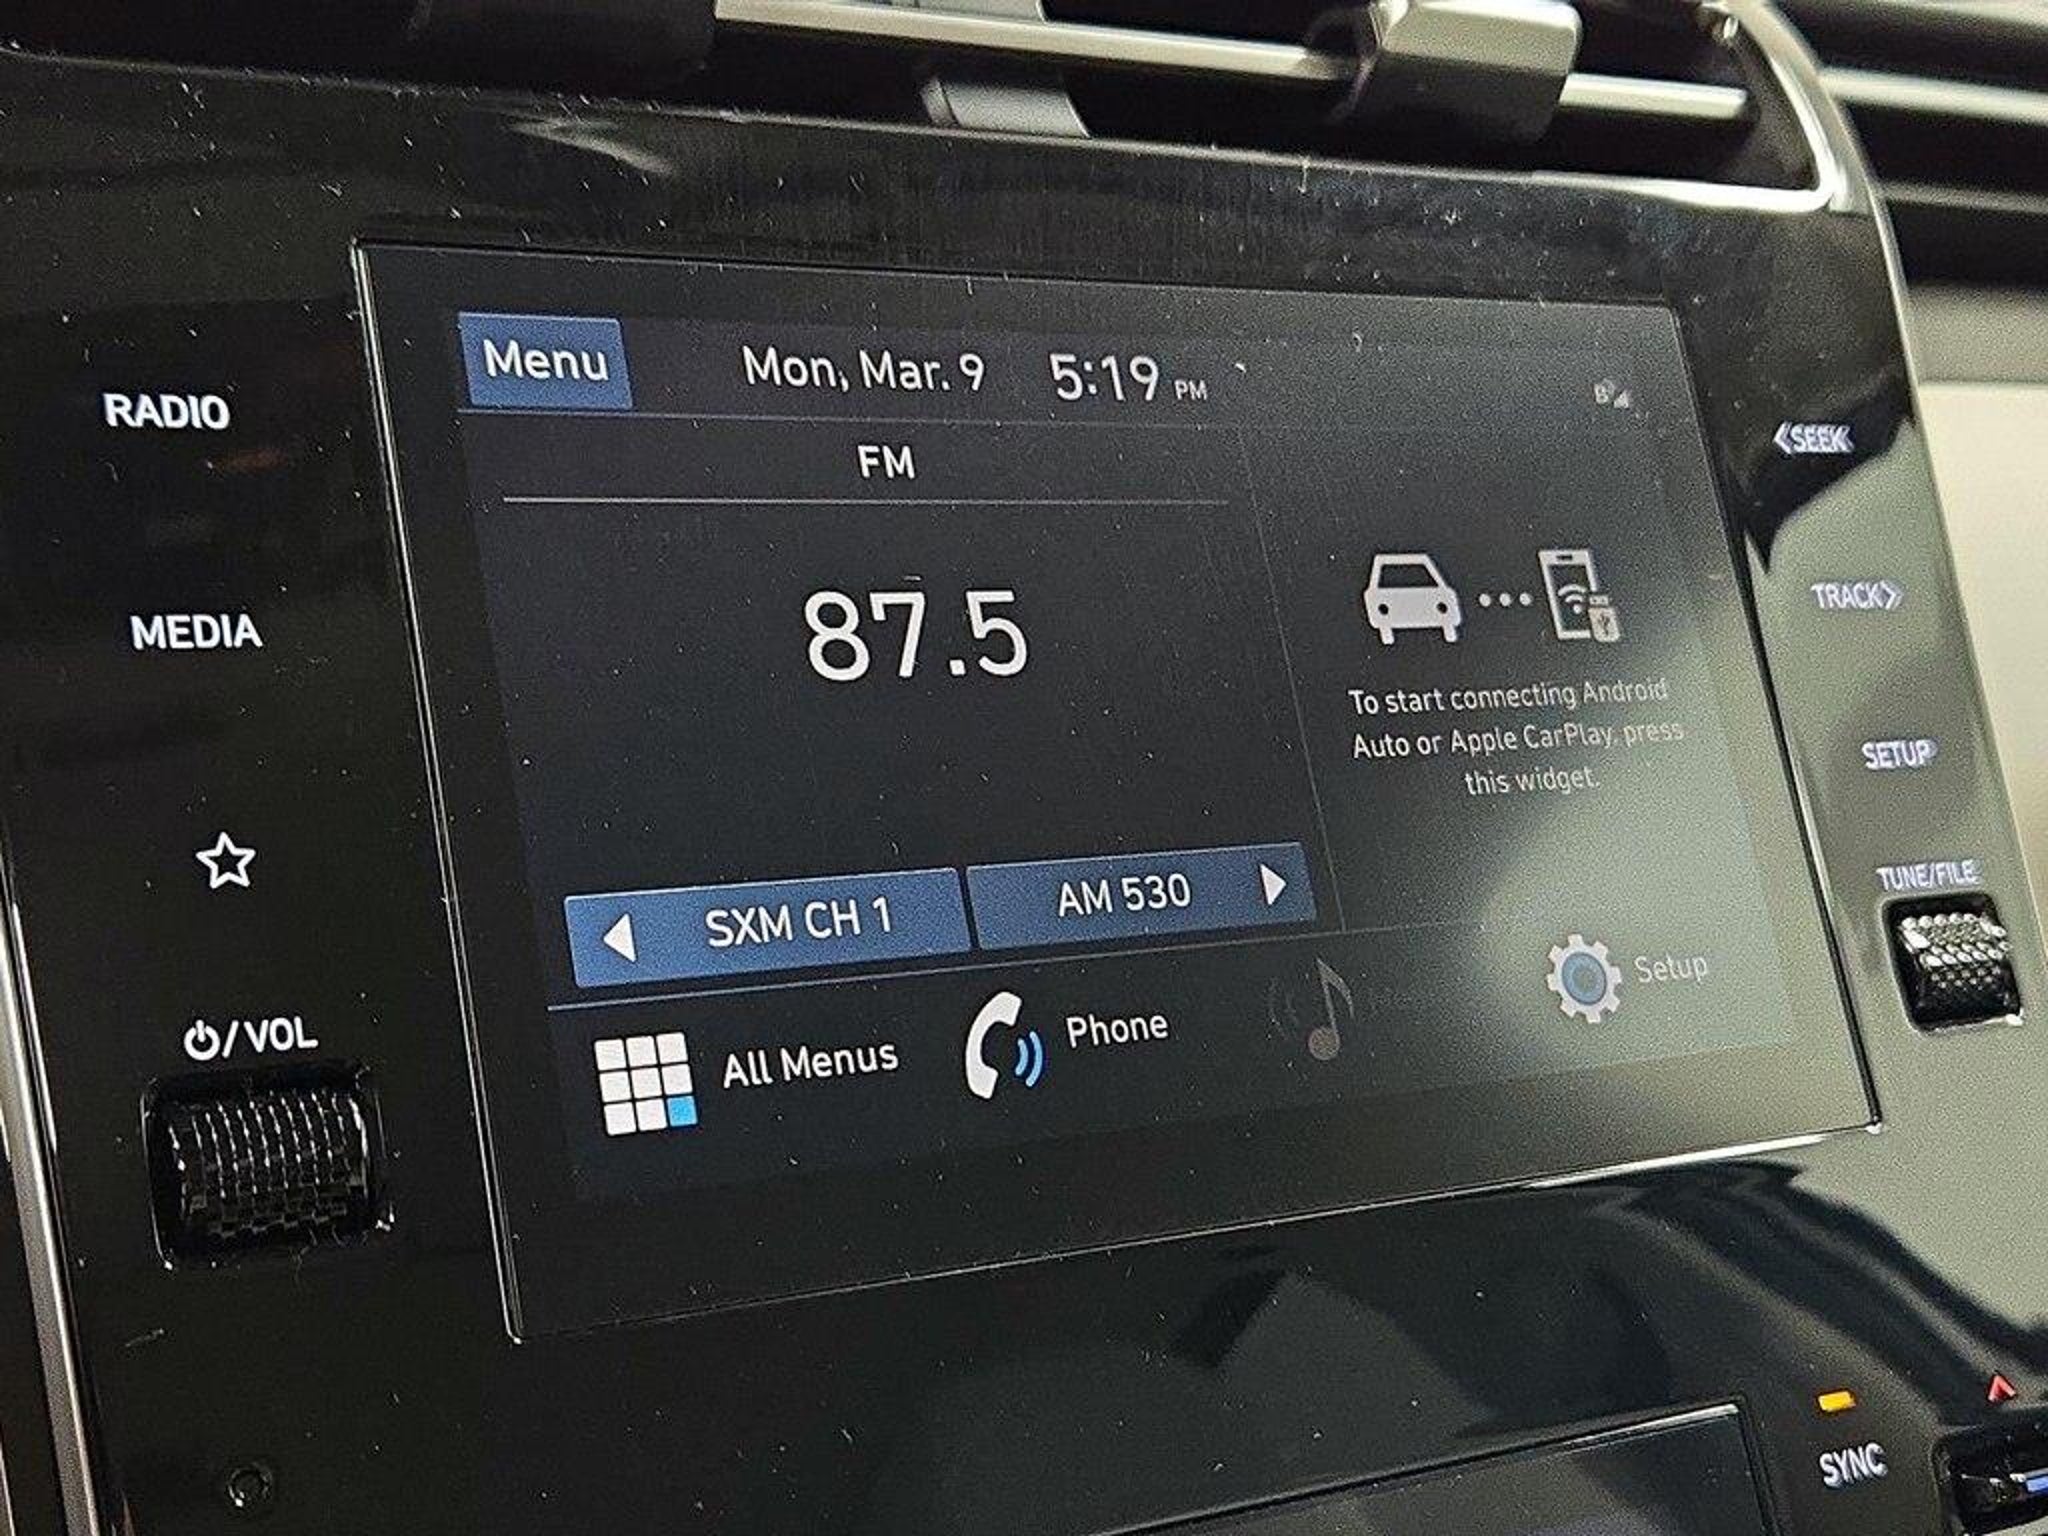 Menu
Mon, Mar. 9
5:19 PM
FM
87.5
SXM CH 1
AM 530
To start connecting Android
Auto or Apple CarPlay, press
this widget.
All Menus
Phone
Setup
RADIO
MEDIA
/VOL
<SEEK
TRACK>
SETUP
TUNE/FILE
SYNC